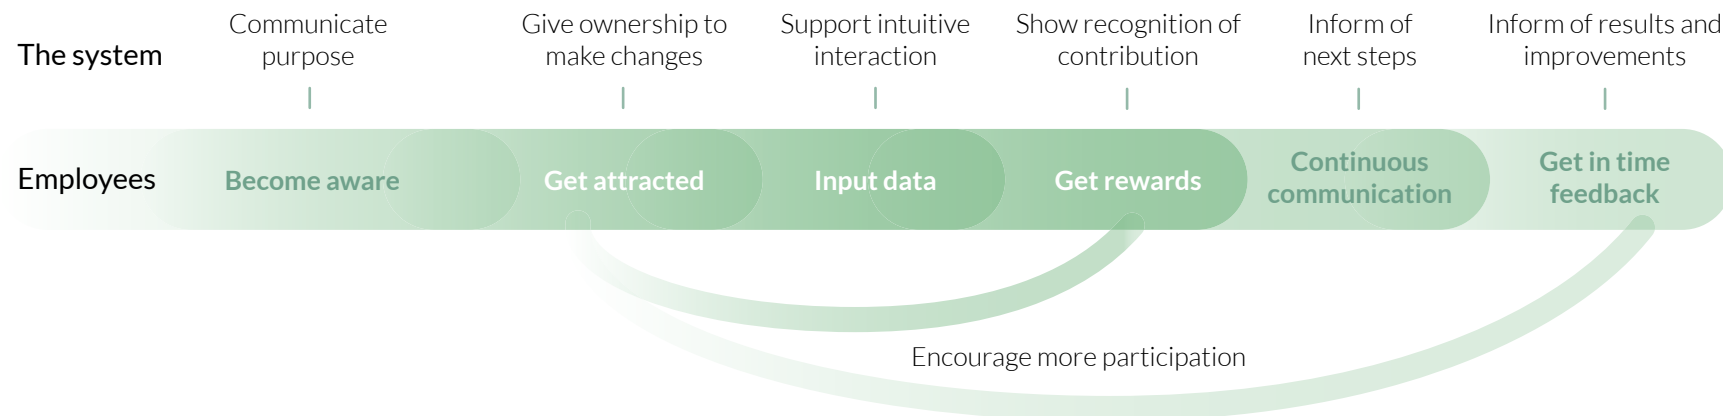 The system
Communicate
purpose
Give ownership to
make changes
Support intuitive
interaction
Show recognition of
contribution
Inform of
next steps
Inform of results and
improvements
Employees
Become aware
Get attracted
Input data
Get rewards
Continuous
communication
Get in time
feedback
Encourage more participation